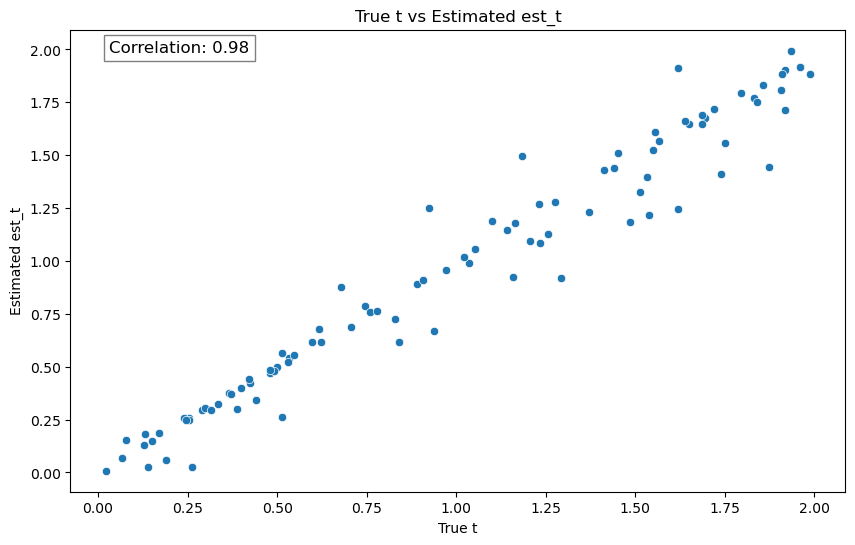 True t vs Estimated est_t
Correlation: 0.98
Estimated est_t
2.00
1.75
1.50
1.25
1.00
0.75
0.50
0.25
0.00
0.00 0.25 0.50 0.75 1.00 1.25 1.50 1.75 2.00
True t